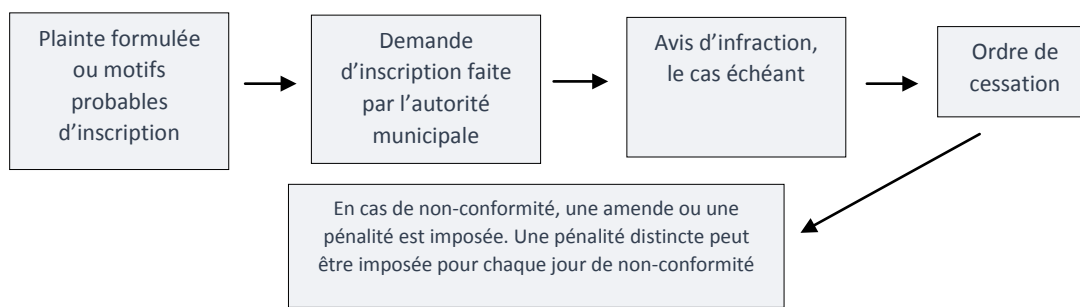 Plainte formulée
ou motifs
probables
d’inscription
Demande
d’inscription faite
par l’autorité
municipale
Avis d’infraction,
le cas échéant
Ordre de
cessation
En cas de non-conformité, une amende ou une
pénalité est imposée. Une pénalité distincte peut
être imposée pour chaque jour de non-conformité